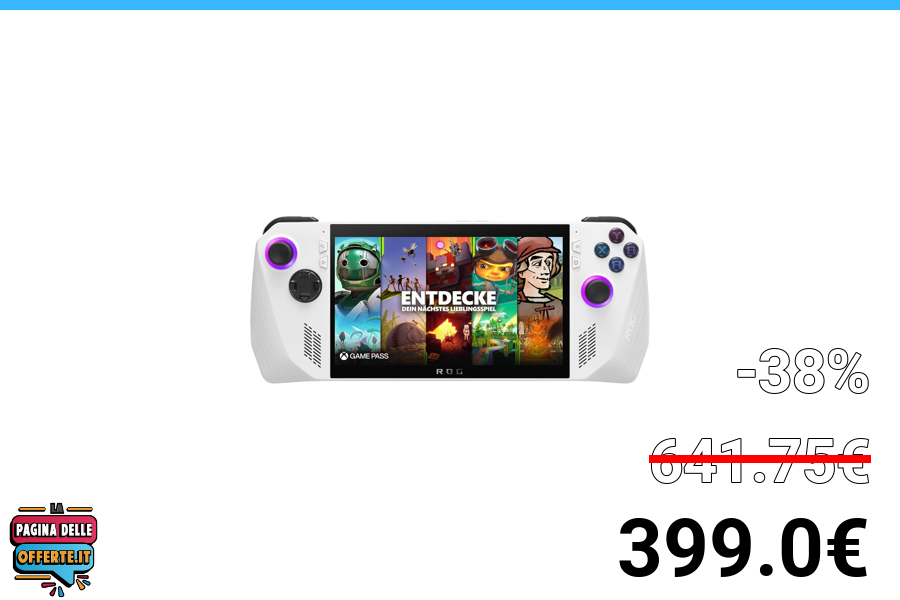 Y
X
B
A
ENTDECKE
DEIN NÄCHSTES LIEBLINGSSPIEL
GAME PASS
ROG
-38%
641.75€
399.0€
LA
PAGINA DELLE
OFFERTE.IT